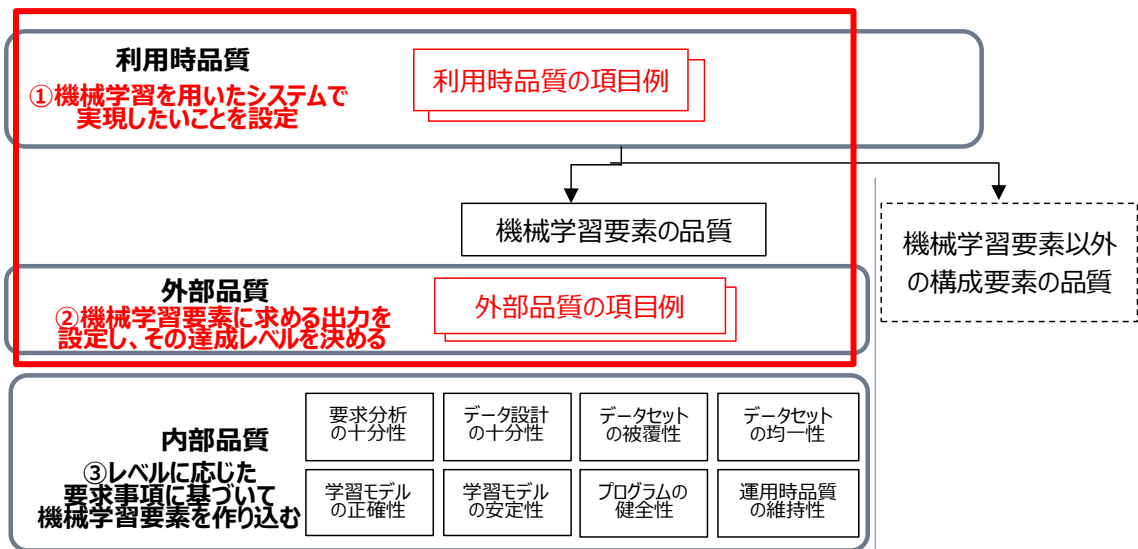 利用時品質
①機械学習を用いたシステムで
実現したいことを設定
利用時品質の項目例
機械学習要素の品質
機械学習要素以外
の構成要素の品質
外部品質
②機械学習要素に求める出力を
設定し、その達成レベルを決める
外部品質の項目例
内部品質
③レベルに応じた
要求事項に基づいて
機械学習要素を作り込む
要求分析
の十分性
データ設計
の十分性
データセット
の被覆性
データセット
の均一性
学習モデル
の正確性
学習モデル
の安定性
プログラムの
健全性
運用時品質
の維持性